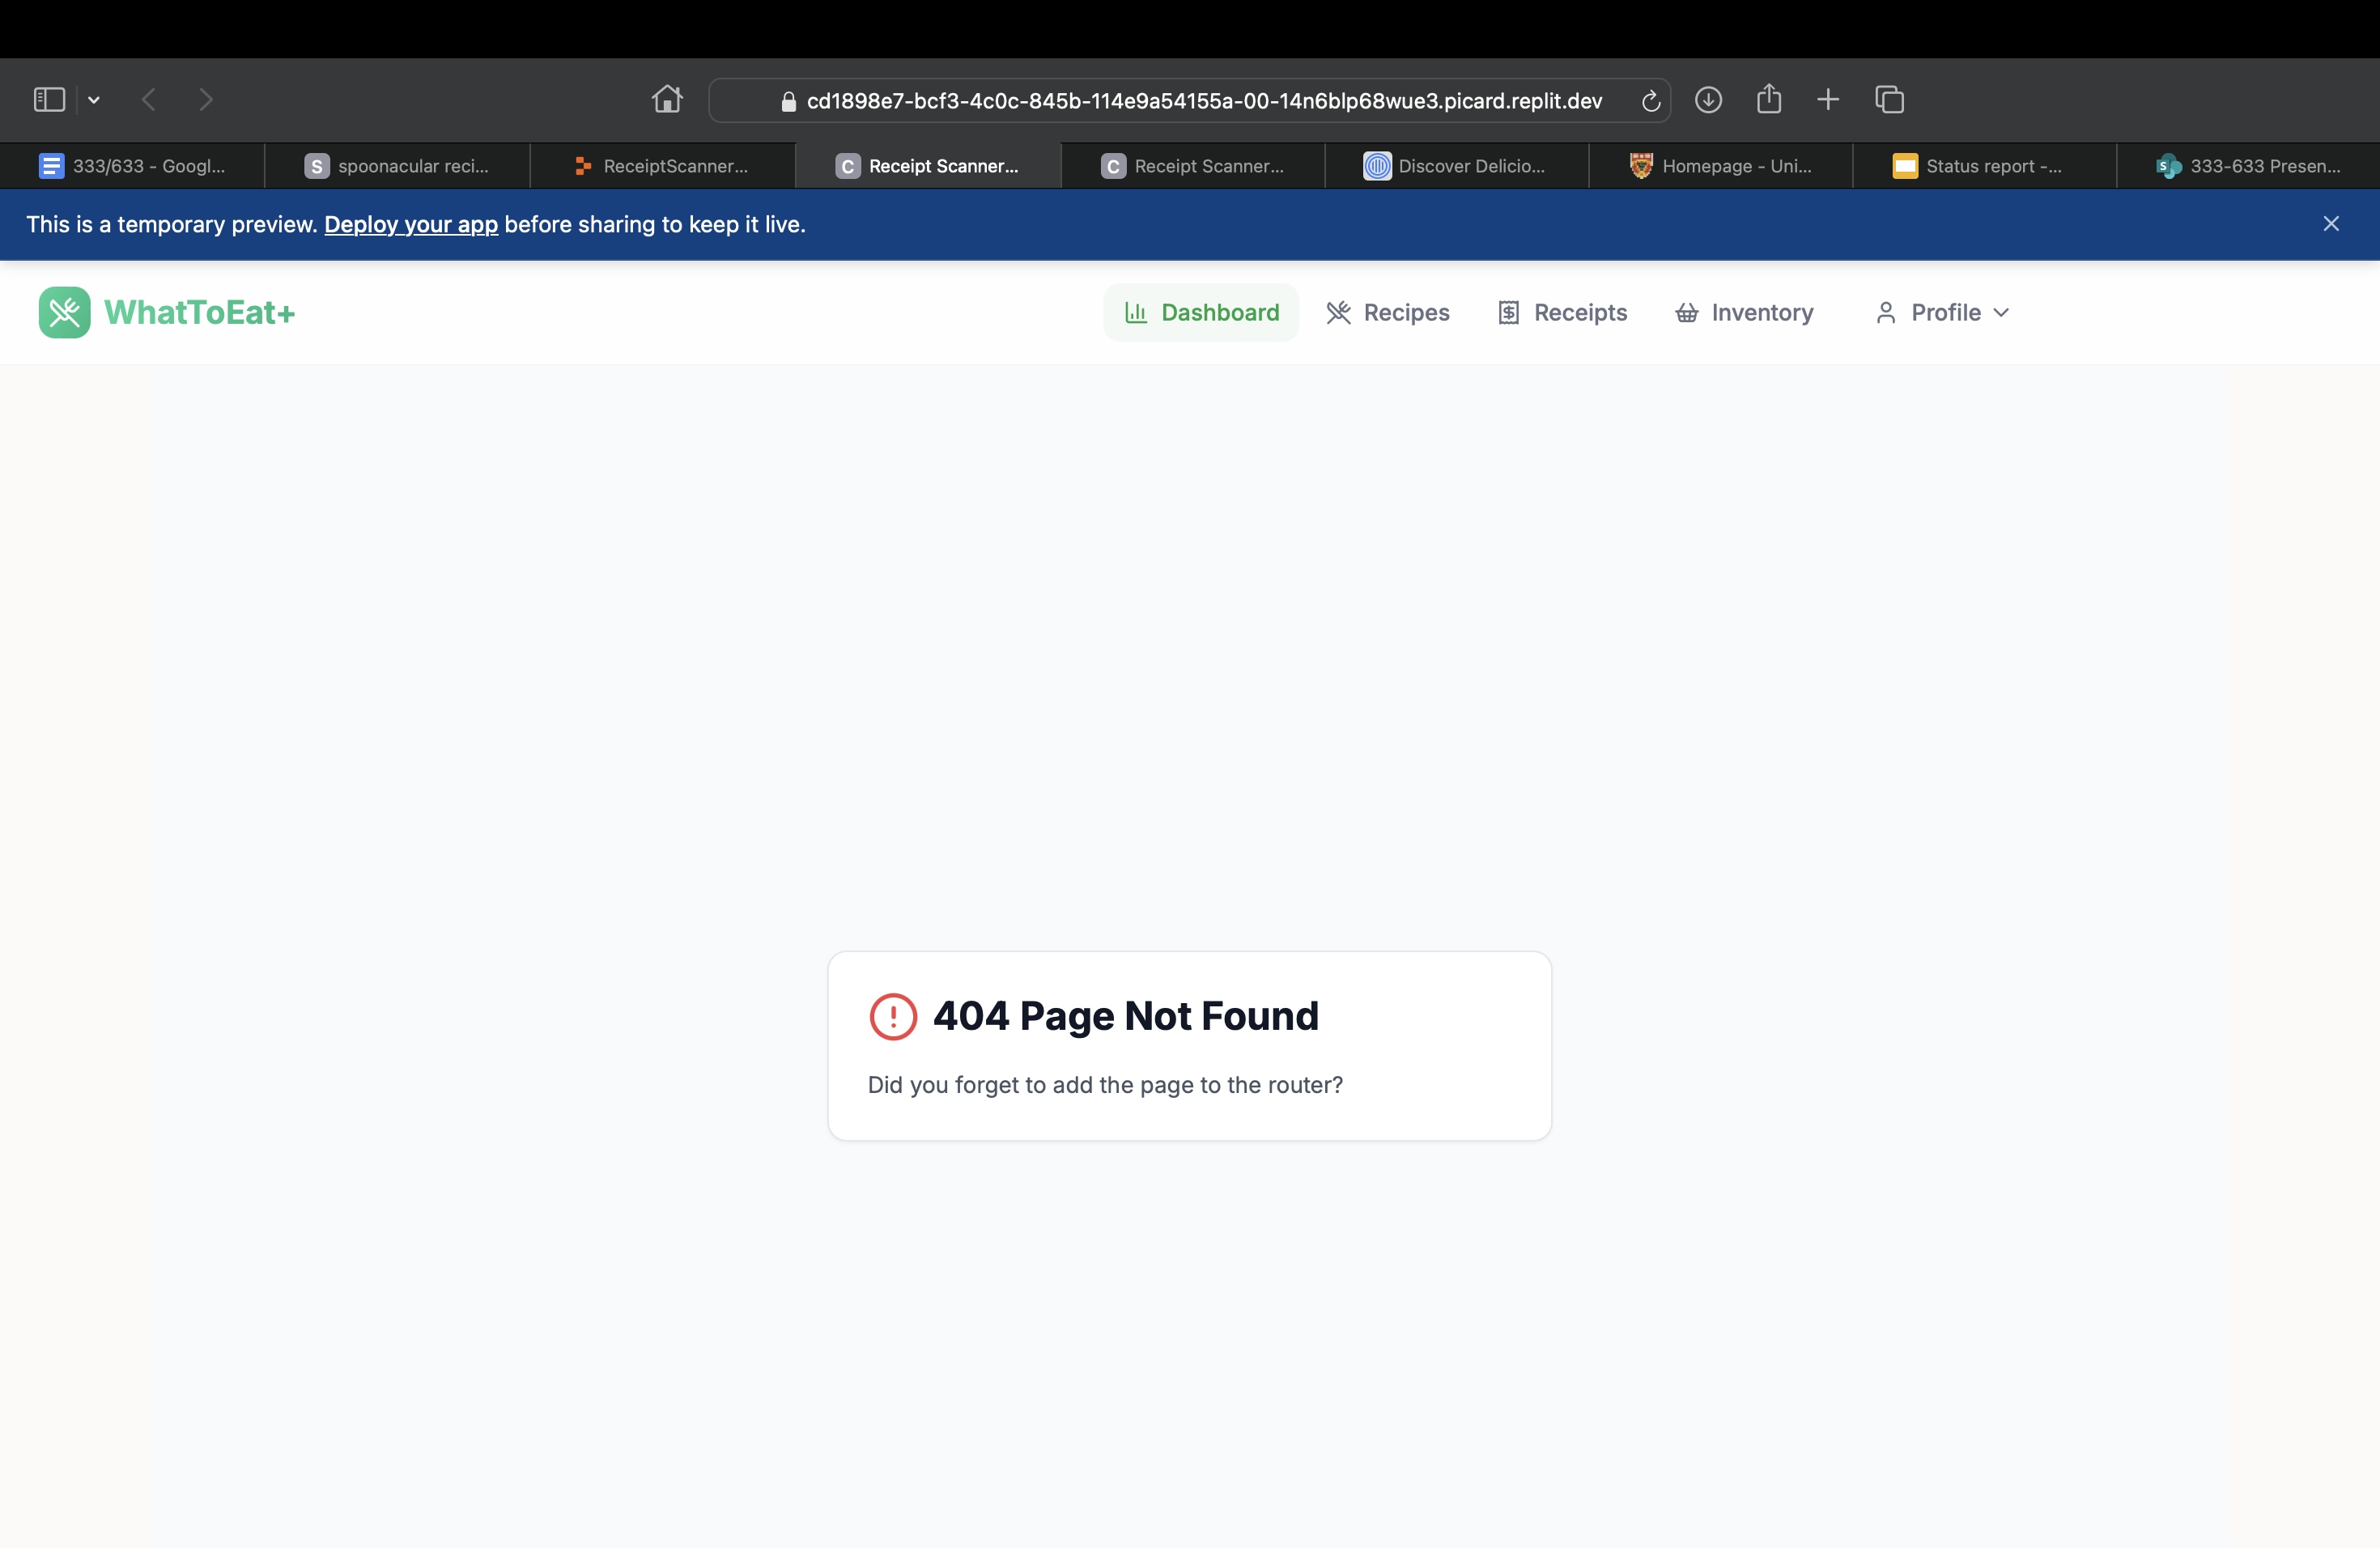 cd1898e7-bcf3-4c0c-845b-114e9a54155a-00-14n6blp68wue3.picard.replit.dev
333/633 - Googl...
S spoonacular reci...
ReceiptScanner...
C Receipt Scanner...
C Receipt Scanner...
Discover Delicio...
Homepage - Uni...
Status report -...
S 333-633 Presen...
This is a temporary preview. Deploy your app before sharing to keep it live.
WhatToEat+
Dashboard
Recipes
Receipts
Inventory
Profile
404 Page Not Found
Did you forget to add the page to the router?